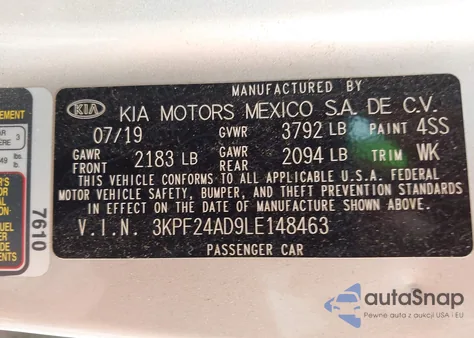 MANUFACTURED BY
KIA KIA MOTORS MEXICO S.A. DE C.V.
07/19 GVWR 3792 LB PAINT 4SS
GAWR FRONT 2183 LB GAWR REAR 2094 LB TRIM WK
THIS VEHICLE CONFORMS TO ALL APPLICABLE U.S.A. FEDERAL
MOTOR VEHICLE SAFETY, BUMPER, AND THEFT PREVENTION STANDARDS
IN EFFECT ON THE DATE OF MANUFACTURE SHOWN ABOVE.
V.I.N. 3KPF24AD9LE148463
PASSENGER CAR
7610
autoSnap
Pewne auta z aukcji USA i EU